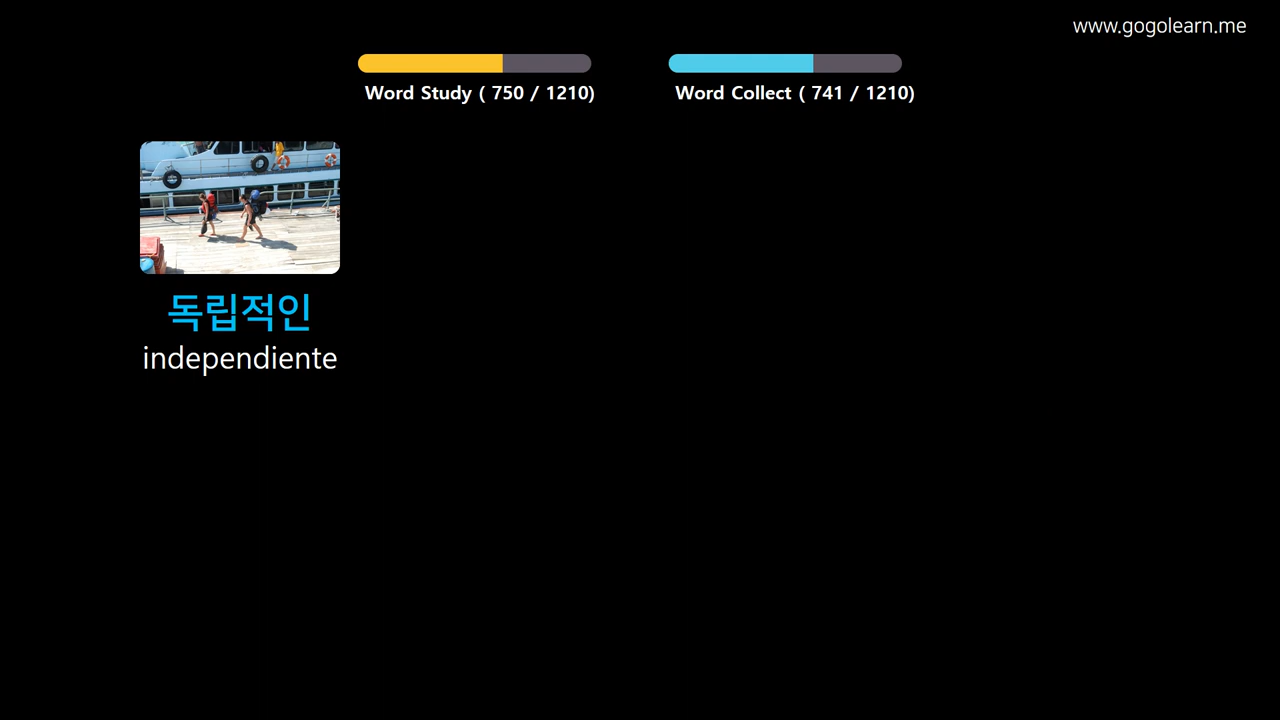 www.gogolearn.me
Word Study ( 750 / 1210)
Word Collect ( 741 / 1210)
독립적인
independiente